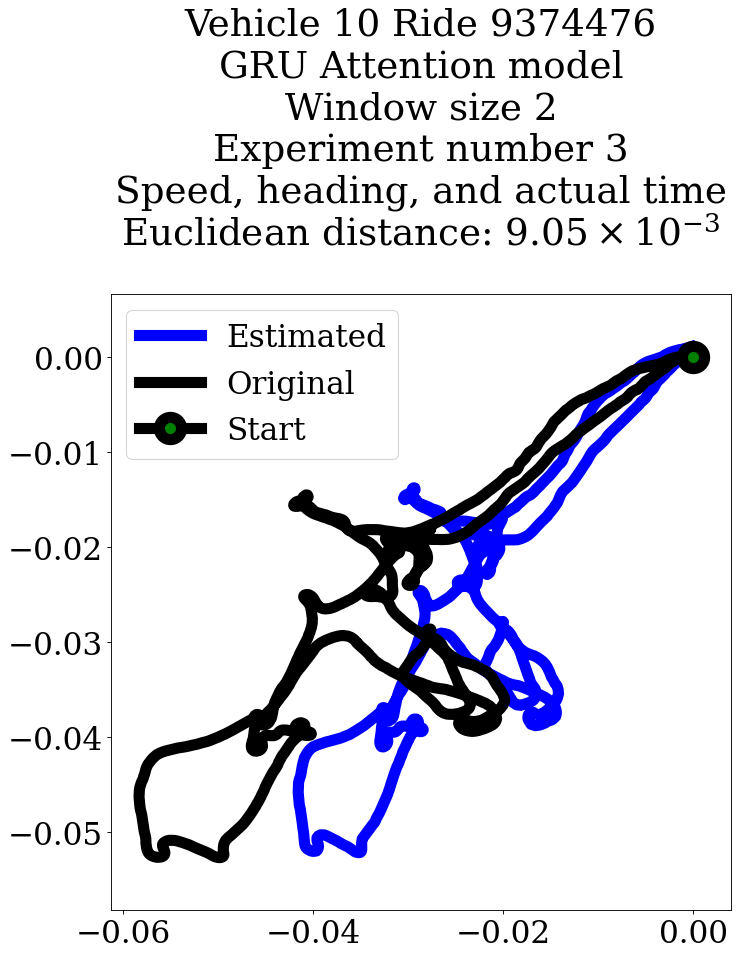 Vehicle 10 Ride 9374476
GRU Attention model
Window size 2
Experiment number 3
Speed, heading, and actual time
Euclidean distance: 9.05 × 10⁻³
Estimated
Original
Start
0.00
−0.01
−0.02
−0.03
−0.04
−0.05
−0.06 −0.04 −0.02 0.00